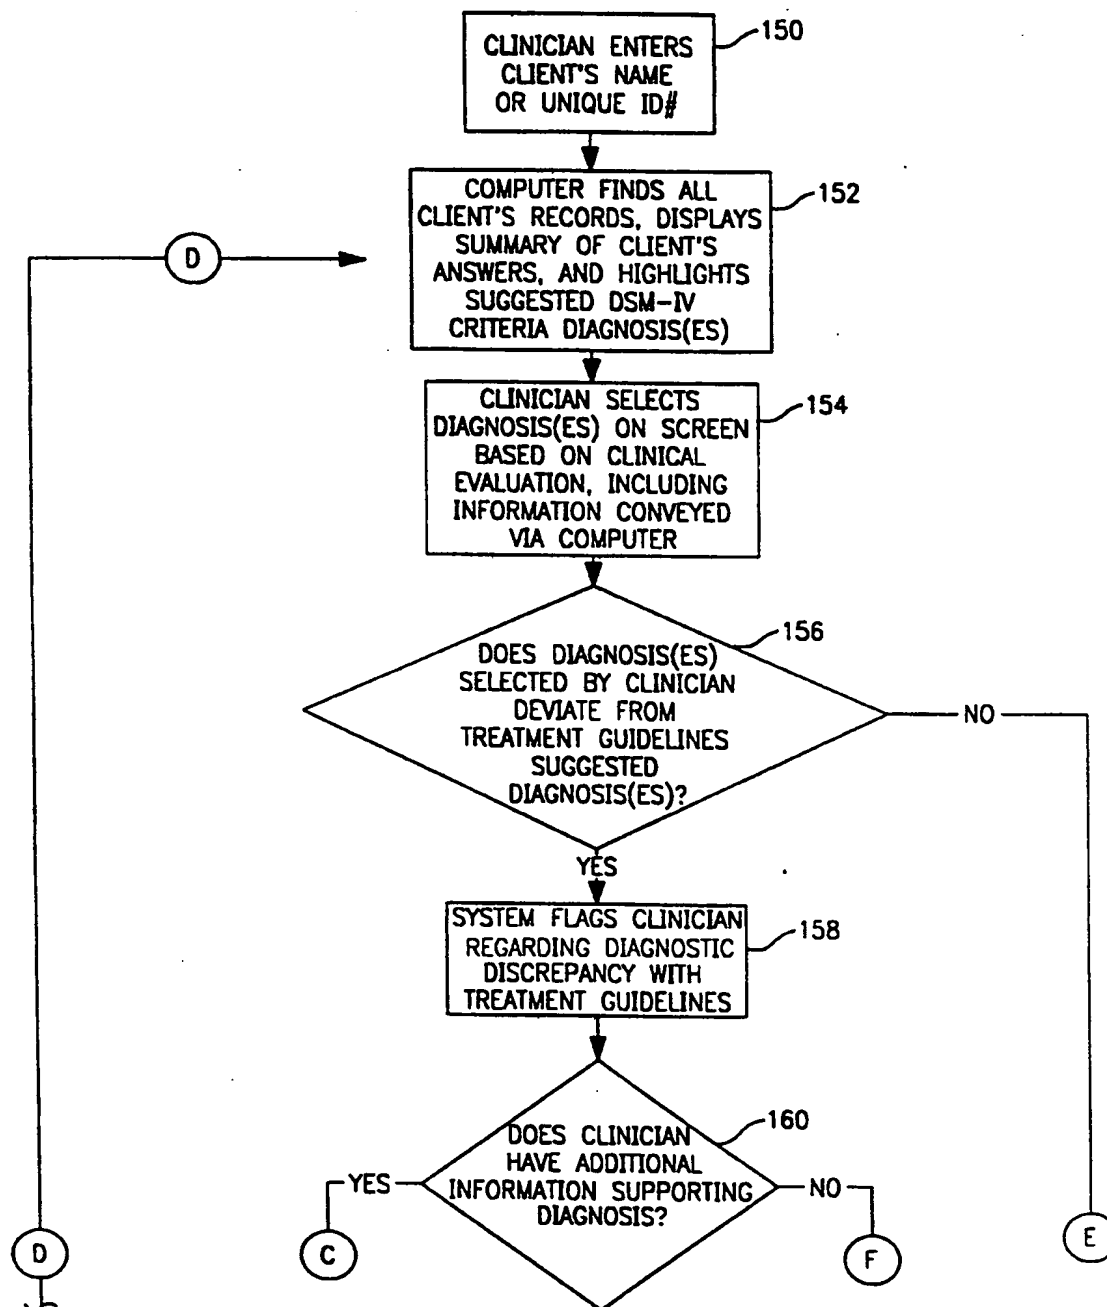 CLINICIAN ENTERS
CLIENT'S NAME
OR UNIQUE ID#
150
COMPUTER FINDS ALL
CLIENT'S RECORDS, DISPLAYS
SUMMARY OF CLIENT'S
ANSWERS, AND HIGHLIGHTS
SUGGESTED DSM-IV
CRITERIA DIAGNOSIS(ES)
152
D
CLINICIAN SELECTS
DIAGNOSIS(ES) ON SCREEN
BASED ON CLINICAL
EVALUATION, INCLUDING
INFORMATION CONVEYED
VIA COMPUTER
154
DOES DIAGNOSIS(ES)
SELECTED BY CLINICIAN
DEVIATE FROM
TREATMENT GUIDELINES
SUGGESTED
DIAGNOSIS(ES)?
156
NO
YES
SYSTEM FLAGS CLINICIAN
REGARDING DIAGNOSTIC
DISCREPANCY WITH
TREATMENT GUIDELINES
158
DOES CLINICIAN
HAVE ADDITIONAL
INFORMATION SUPPORTING
DIAGNOSIS?
160
YES
NO
D
C
F
E